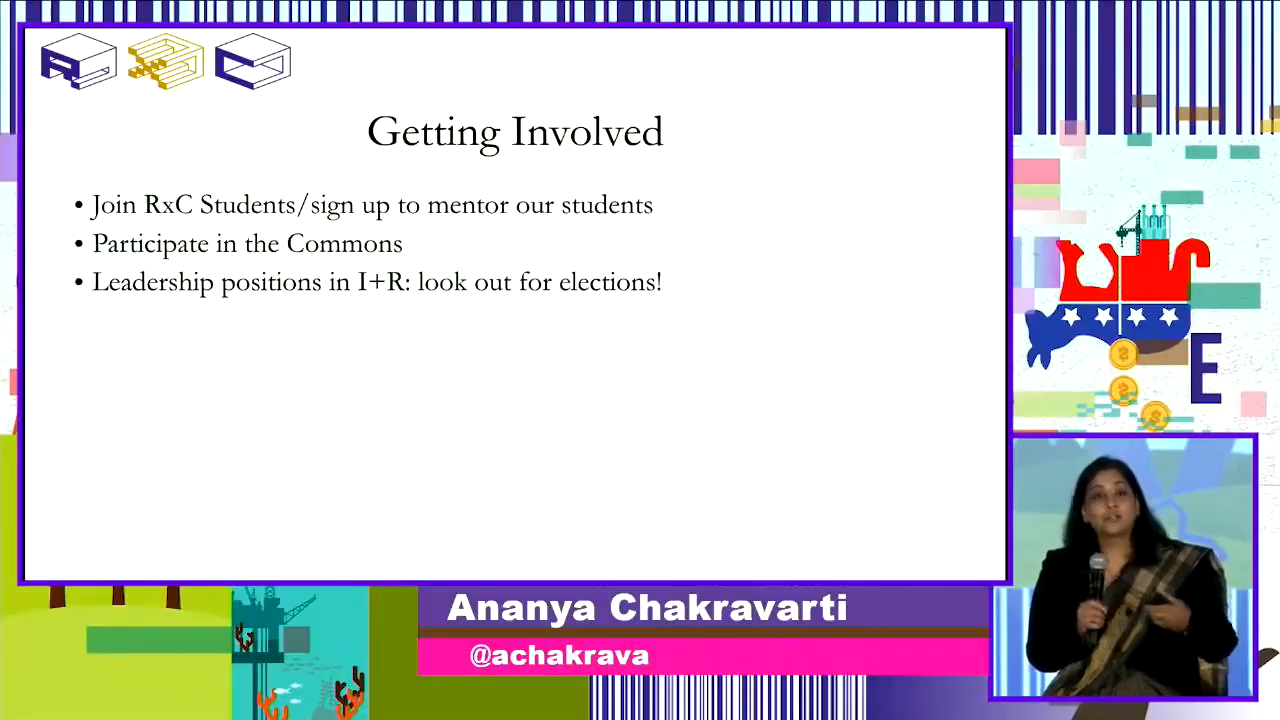 RXC
Getting Involved
• Join RxC Students/sign up to mentor our students
• Participate in the Commons
• Leadership positions in I+R: look out for elections!
E
Ananya Chakravarti
@achakrava